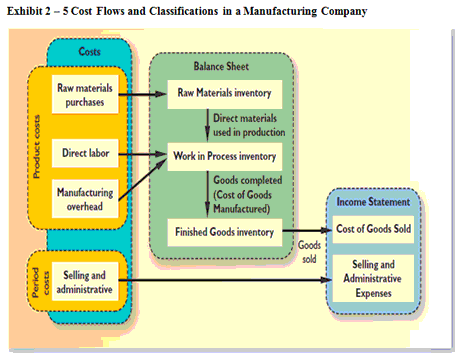 Exhibit 2 – 5 Cost Flows and Classifications in a Manufacturing Company
Costs
Product costs
Raw materials
purchases
Direct labor
Manufacturing
overhead
Period
costs
Selling and
administrative
Balance Sheet
Raw Materials inventory
Direct materials
used in production
Work in Process inventory
Goods completed
(Cost of Goods
Manufactured)
Finished Goods inventory
Goods
sold
Income Statement
Cost of Goods Sold
Selling and
Administrative
Expenses